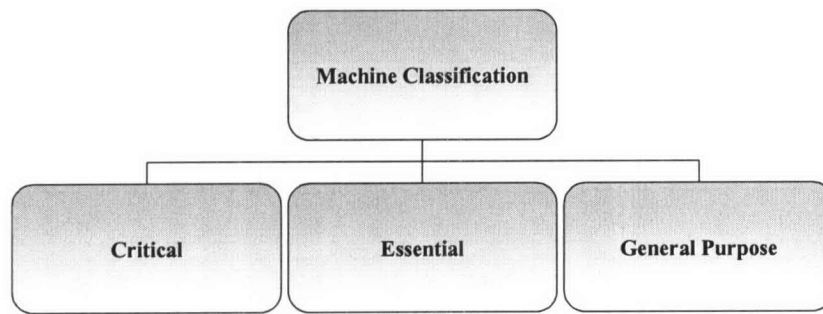 Machine Classification
Critical
Essential
General Purpose